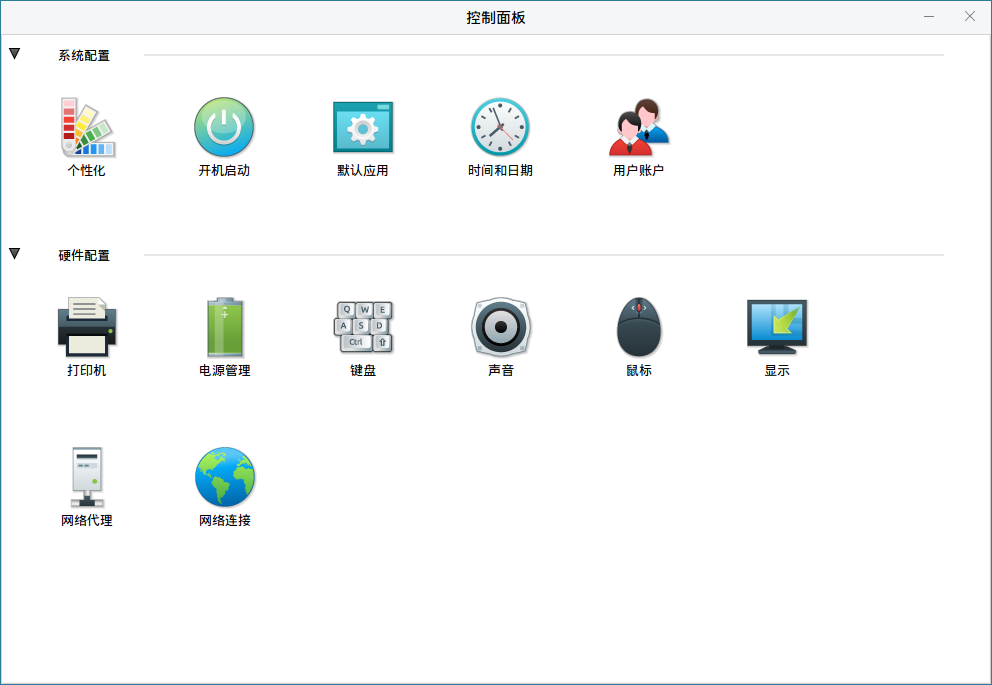 控制面板
系统配置
个性化 开机启动 默认应用 时间和日期 用户账户
硬件配置
Q W E
A S D
Ctrl
打印机 电源管理 键盘 声音 鼠标 显示
网络代理 网络连接